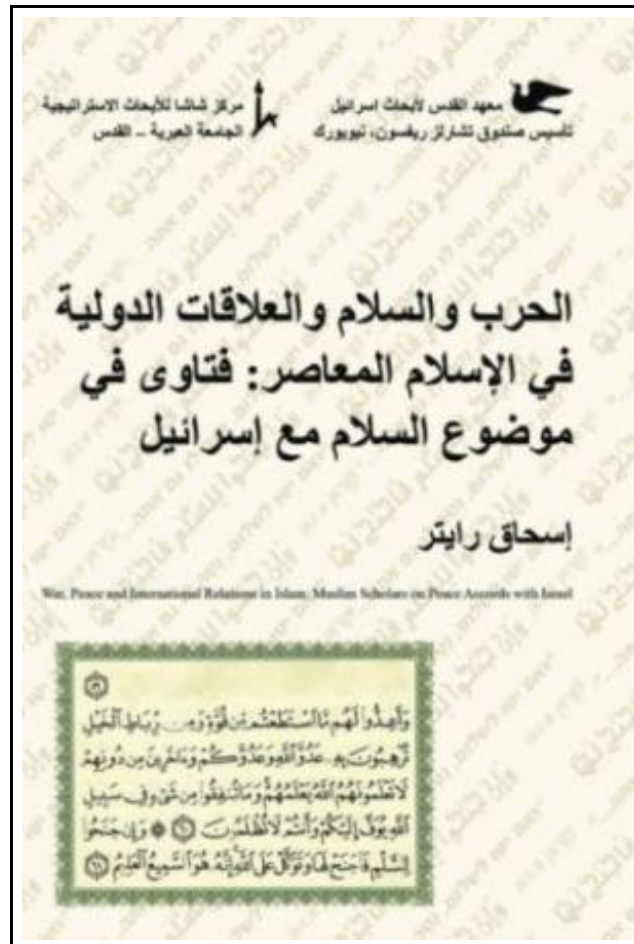 معهد القدس لأبحاث اسرائيل
تأسيس صندوق تشارلز ريفسون، نيويورك
مركز شاشا للأبحاث الاستراتيجية
الجامعة العبرية – القدس
الحرب والسلام والعلاقات الدولية
في الإسلام المعاصر: فتاوى في
موضوع السلام مع إسرائيل
إسحاق رايتر
War, Peace and International Relations in Islam: Muslim Scholars on Peace Accords with Israel
وَأَعِدُّوا لَهُم مَّا اسْتَطَعْتُم مِّن قُوَّةٍ وَمِن رِّبَاطِ الْخَيْلِ
تُرْهِبُونَ بِهِ عَدُوَّ اللَّهِ وَعَدُوَّكُمْ وَآخَرِينَ مِن دُونِهِمْ
لَا تَعْلَمُونَهُمُ اللَّهُ يَعْلَمُهُمْ وَمَا تُنفِقُوا مِن شَيْءٍ فِي سَبِيلِ
اللَّهِ يُوَفَّ إِلَيْكُمْ وَأَنتُمْ لَا تُظْلَمُونَ ۞ وَإِن جَنَحُوا
لِلسَّلْمِ فَاجْنَحْ لَهَا وَتَوَكَّلْ عَلَى اللَّهِ إِنَّهُ هُوَ السَّمِيعُ الْعَلِيمُ